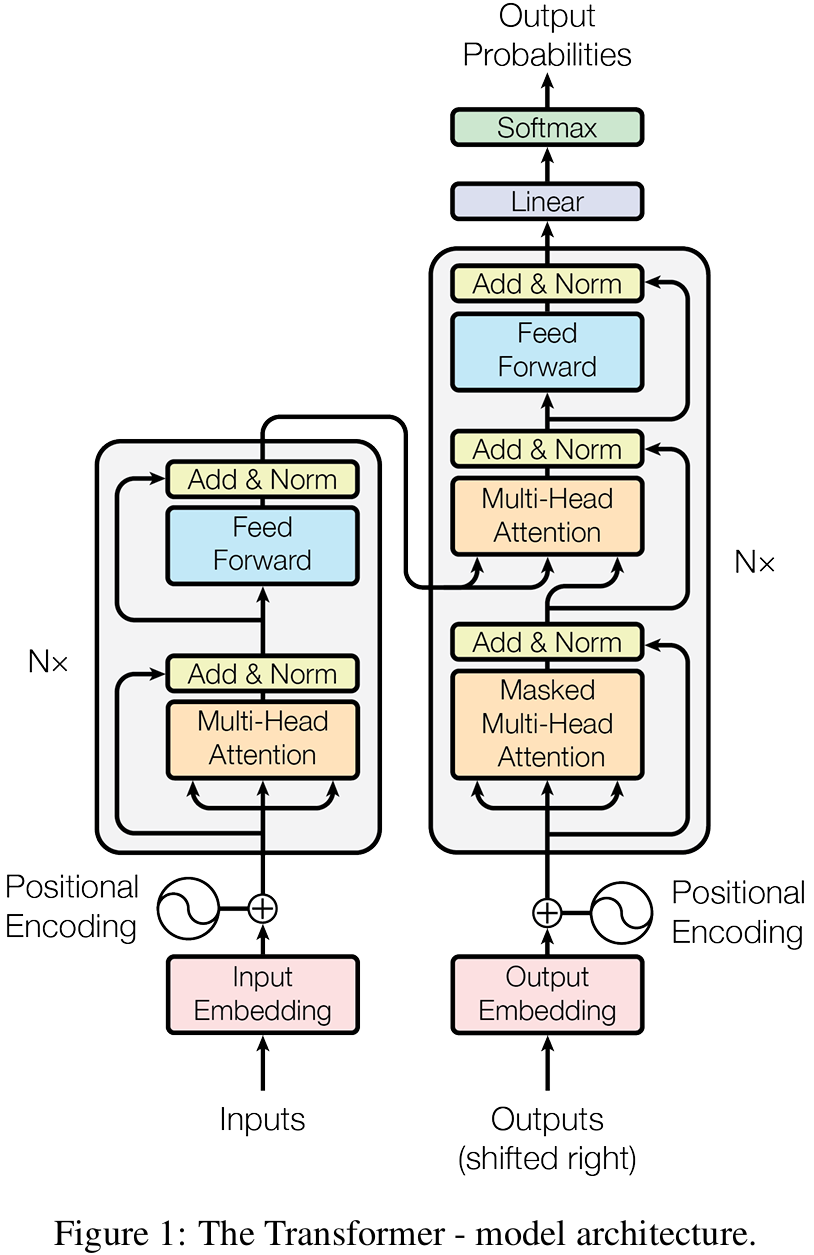 Output
Probabilities
Softmax
Linear
Add & Norm
Feed
Forward
Add & Norm
Multi-Head
Attention
Add & Norm
Masked
Multi-Head
Attention
Nx
Add & Norm
Feed
Forward
Add & Norm
Multi-Head
Attention
Nx
Positional
Encoding
Positional
Encoding
Input
Embedding
Output
Embedding
Inputs
Outputs
(shifted right)
Figure 1: The Transformer - model architecture.